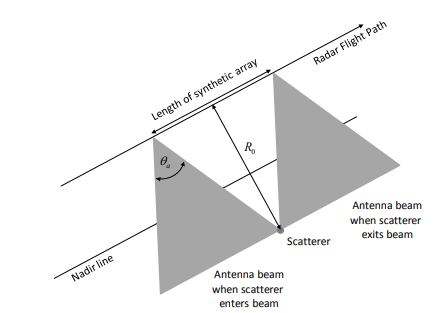 Radar Flight Path
Length of synthetic array
θa
R0
Scatterer
Antenna beam
when scatterer
exits beam
Nadir line
Antenna beam
when scatterer
enters beam